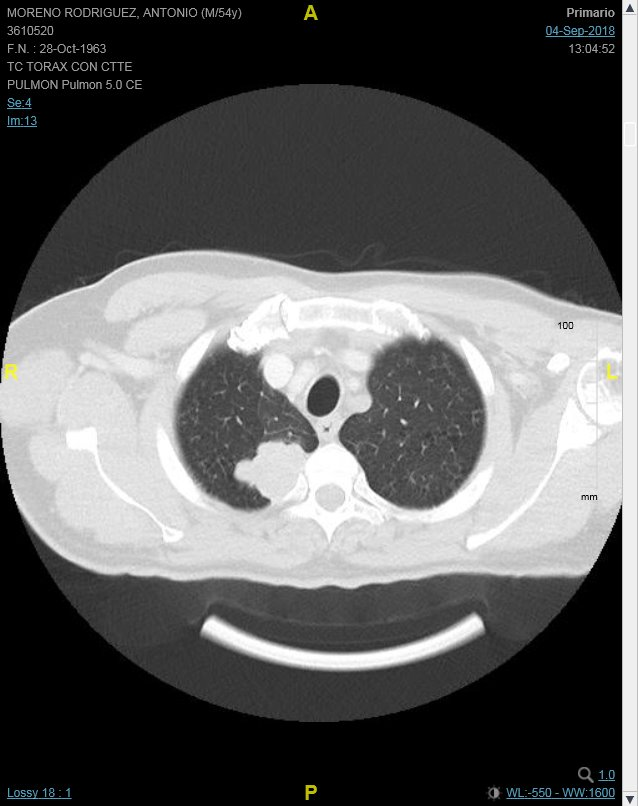 MORENO RODRIGUEZ, ANTONIO (M/54y)
3610520
F.N. : 28-Oct-1963
TC TORAX CON CTTE
PULMON Pulmon 5.0 CE
Se:4
Im:13
A
Primario
04-Sep-2018
13:04:52
100
R
L
mm
1.0
Lossy 18 : 1
P
WL:-550 - WW:1600